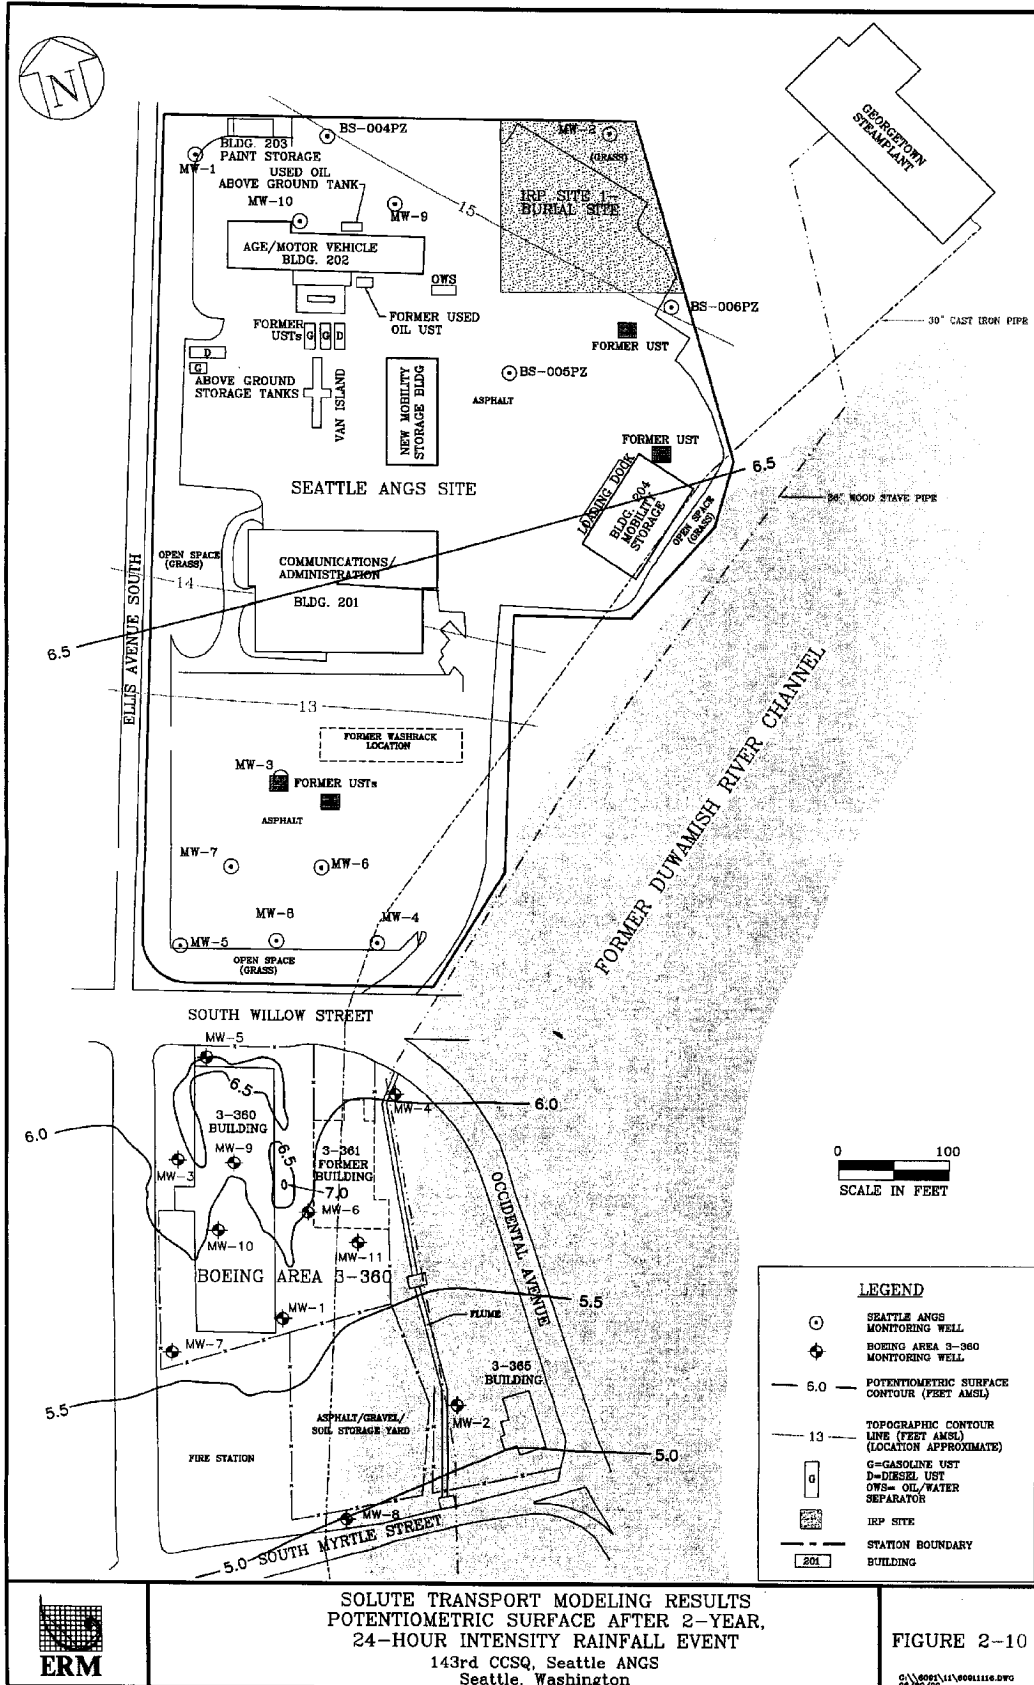 N
BLDG. 203
PAINT STORAGE
MW-1
BS-004PZ
USED OIL
ABOVE GROUND TANK
MW-10
MW-9
15
MW-2
(GRASS)
IRP SITE 1-
BURIAL SITE
GEORGETOWN
STEAMPLANT
AGE/MOTOR VEHICLE
BLDG. 202
OWS
FORMER USED
OIL UST
FORMER
USTs
G
G
D
D
G
ABOVE GROUND
STORAGE TANKS
VAN ISLAND
NEW MOBILITY
STORAGE BLDG
BS-005PZ
ASPHALT
BS-006PZ
FORMER UST
30" CAST IRON PIPE
FORMER UST
6.5
LOADING DOCK
BLDG. 204
MOBILITY
STORAGE
OPEN SPACE
(GRASS)
36" WOOD STAVE PIPE
SEATTLE ANGS SITE
OPEN SPACE
(GRASS)
14
COMMUNICATIONS/
ADMINISTRATION
BLDG. 201
6.5
ELLIS AVENUE SOUTH
13
FORMER WASHRACK
LOCATION
MW-3
FORMER USTs
ASPHALT
MW-7
MW-6
MW-8
MW-4
MW-5
OPEN SPACE
(GRASS)
FORMER DUWAMISH RIVER CHANNEL
SOUTH WILLOW STREET
MW-5
6.5
3-360
BUILDING
MW-9
6.0
MW-3
6.5
3-361
FORMER
BUILDING
7.0
MW-4
6.0
MW-6
MW-10
MW-11
BOEING AREA 3-360
OCCIDENTAL AVENUE
5.5
FLUME
MW-1
MW-7
5.5
3-365
BUILDING
MW-2
ASPHALT/GRAVEL/
SOIL STORAGE YARD
FIRE STATION
5.0
MW-8
5.0
SOUTH MYRTLE STREET
0 100
SCALE IN FEET
LEGEND
SEATTLE ANGS
MONITORING WELL
BOEING AREA 3-360
MONITORING WELL
5.0 POTENTIOMETRIC SURFACE
CONTOUR (FEET AMSL)
13 TOPOGRAPHIC CONTOUR
LINE (FEET AMSL)
(LOCATION APPROXIMATE)
G G=GASOLINE UST
D=DIESEL UST
OWS= OIL/WATER
SEPARATOR
IRP SITE
STATION BOUNDARY
201 BUILDING
ERM
SOLUTE TRANSPORT MODELING RESULTS
POTENTIOMETRIC SURFACE AFTER 2-YEAR,
24-HOUR INTENSITY RAINFALL EVENT
143rd CCSQ, Seattle ANGS
Seattle, Washington
FIGURE 2-10